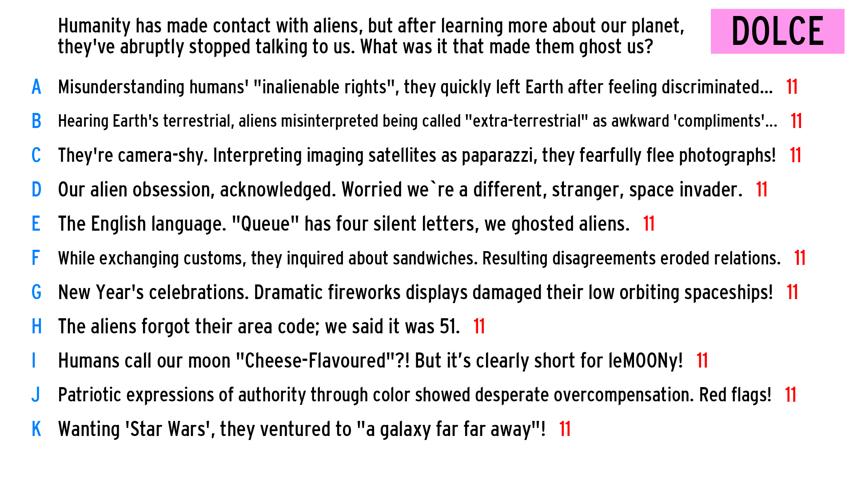 Humanity has made contact with aliens, but after learning more about our planet,
they've abruptly stopped talking to us. What was it that made them ghost us?
DOLCE
A Misunderstanding humans' "inalienable rights", they quickly left Earth after feeling discriminated... 11
B Hearing Earth's terrestrial, aliens misinterpreted being called "extra-terrestrial" as awkward 'compliments'... 11
C They're camera-shy. Interpreting imaging satellites as paparazzi, they fearfully flee photographs! 11
D Our alien obsession, acknowledged. Worried we`re a different, stranger, space invader. 11
E The English language. "Queue" has four silent letters, we ghosted aliens. 11
F While exchanging customs, they inquired about sandwiches. Resulting disagreements eroded relations. 11
G New Year's celebrations. Dramatic fireworks displays damaged their low orbiting spaceships! 11
H The aliens forgot their area code; we said it was 51. 11
I Humans call our moon "Cheese-Flavoured"?! But it's clearly short for leMOONy! 11
J Patriotic expressions of authority through color showed desperate overcompensation. Red flags! 11
K Wanting 'Star Wars', they ventured to "a galaxy far far away"! 11